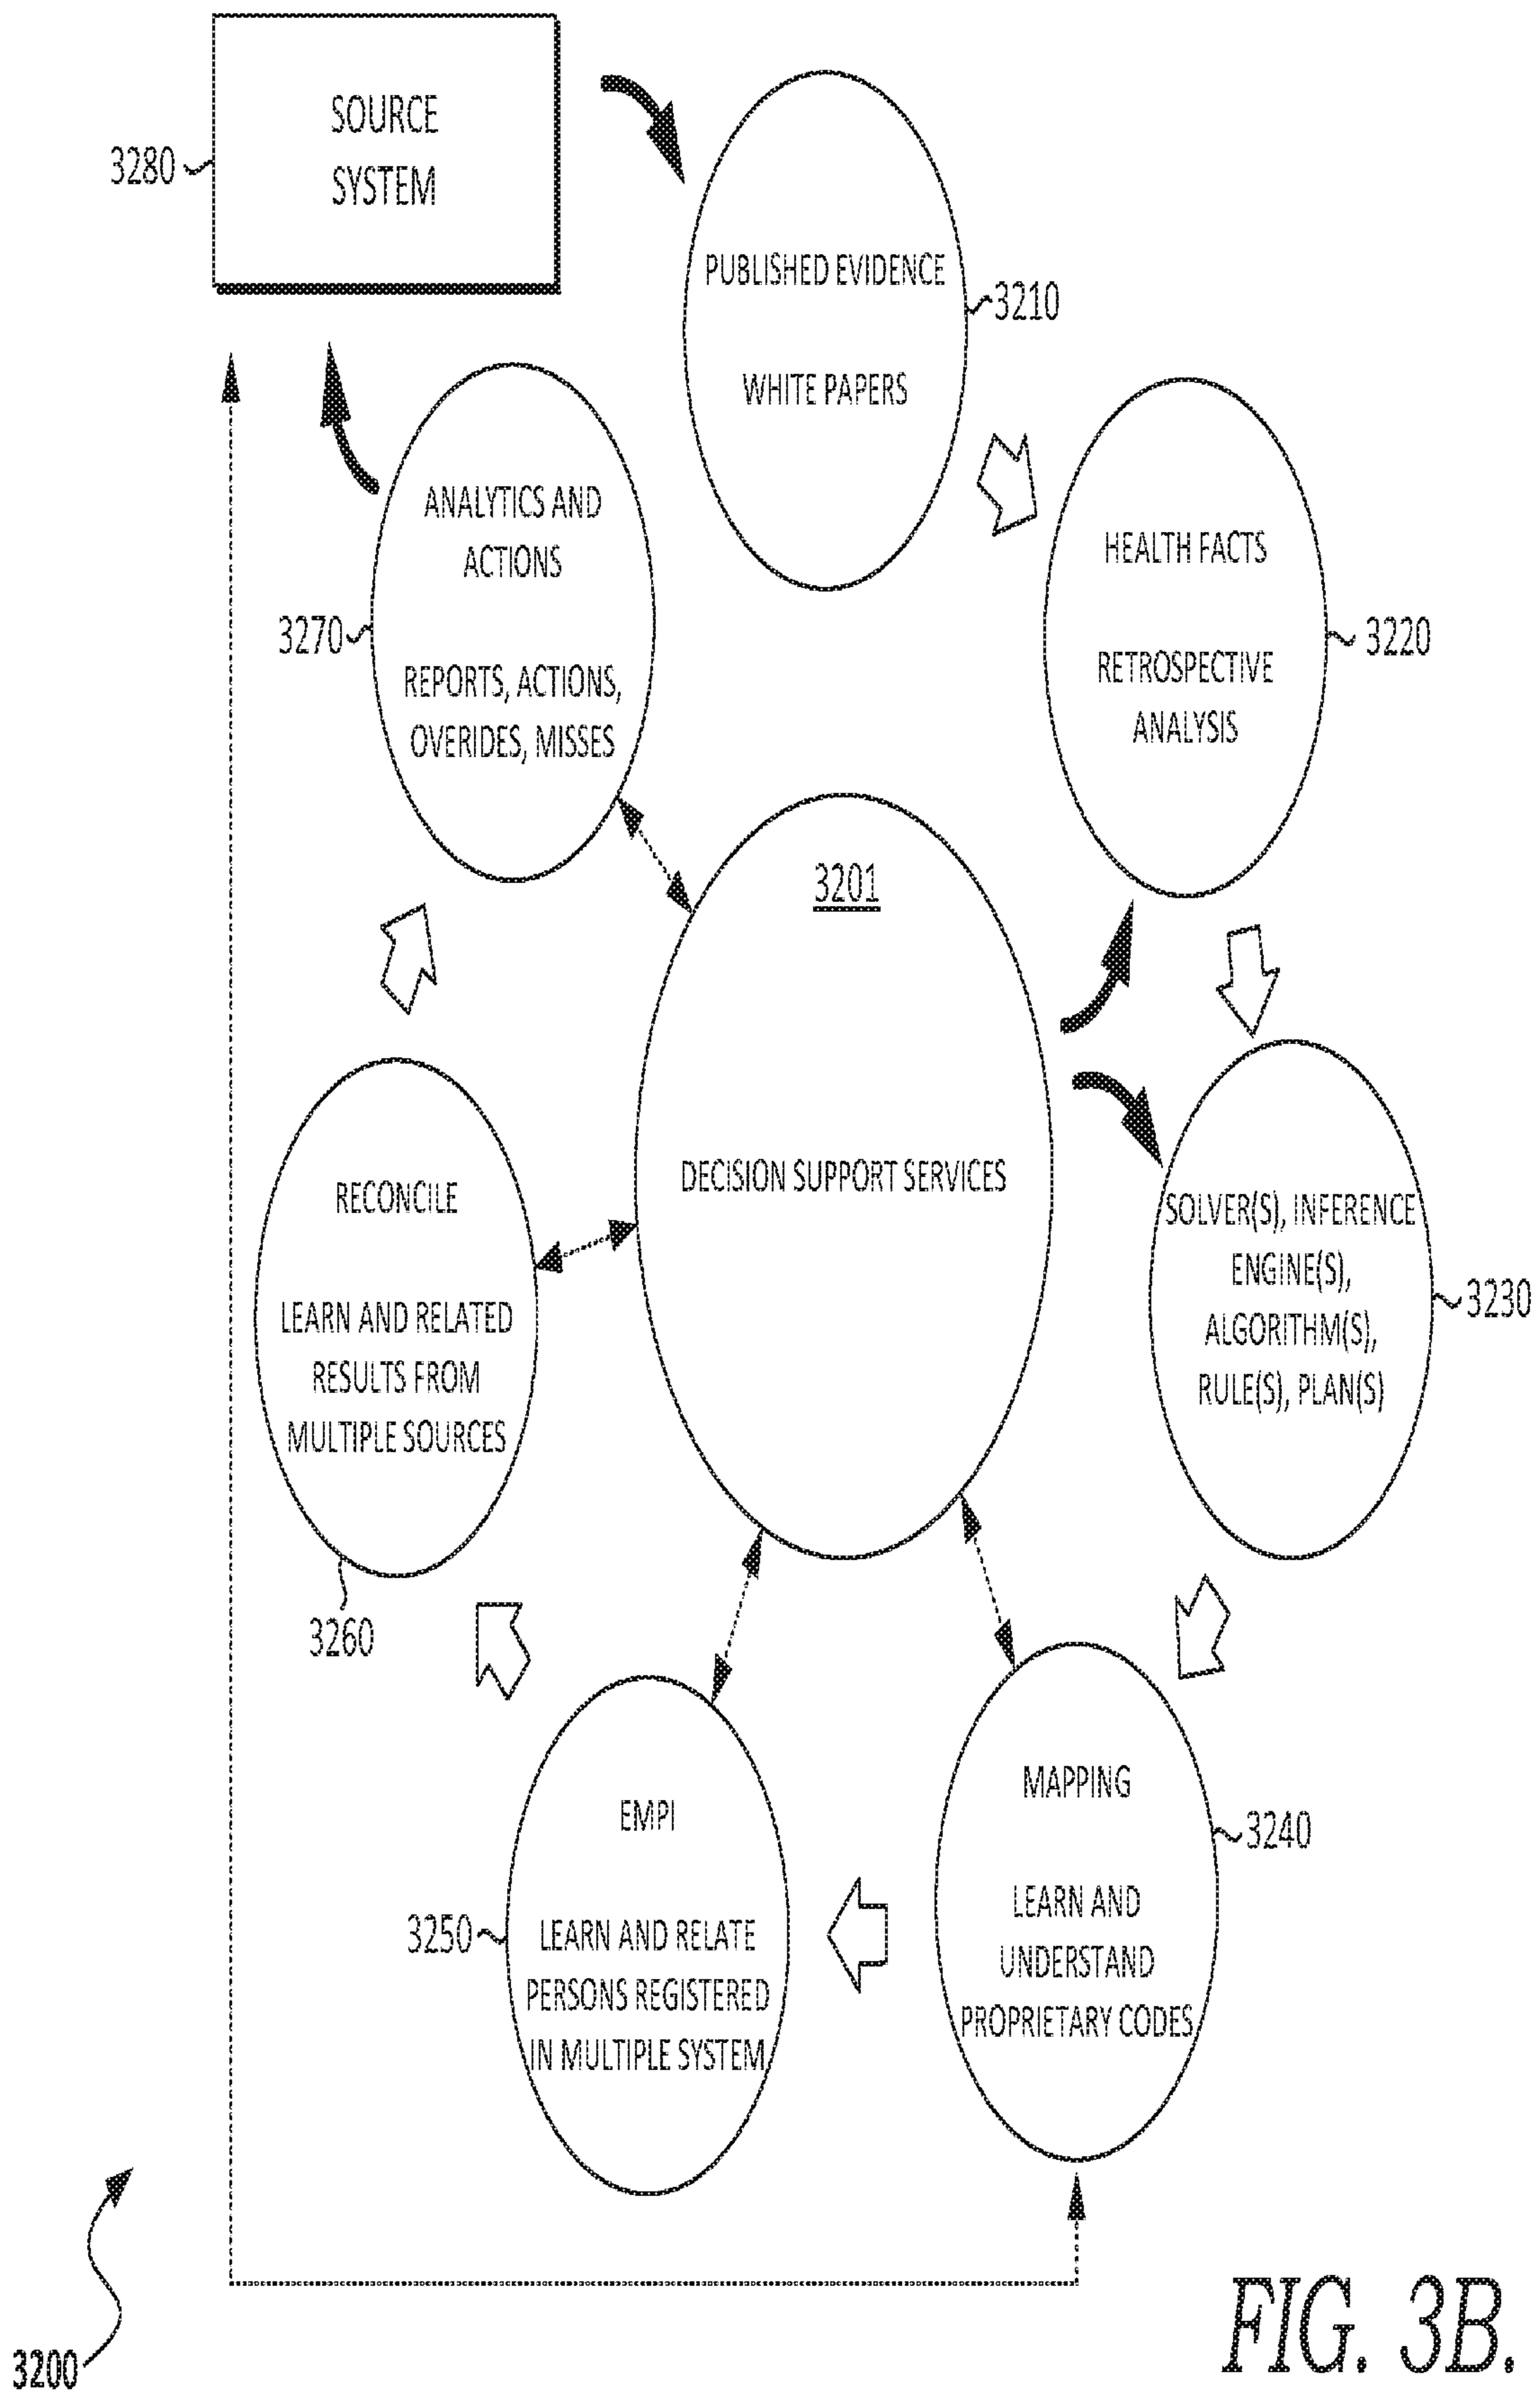 SOURCE
SYSTEM
3280
PUBLISHED EVIDENCE
WHITE PAPERS
3210
HEALTH FACTS
RETROSPECTIVE
ANALYSIS
3220
ANALYTICS AND
ACTIONS
REPORTS, ACTIONS,
OVERIDES, MISSES
3270
3201
DECISION SUPPORT SERVICES
SOLVER(S), INFERENCE
ENGINE(S),
ALGORITHM(S),
RULE(S), PLAN(S)
3230
RECONCILE
LEARN AND RELATED
RESULTS FROM
MULTIPLE SOURCES
3260
MAPPING
LEARN AND
UNDERSTAND
PROPRIETARY CODES
3240
EMPI
LEARN AND RELATE
PERSONS REGISTERED
IN MULTIPLE SYSTEM
3250
3200
FIG. 3B.